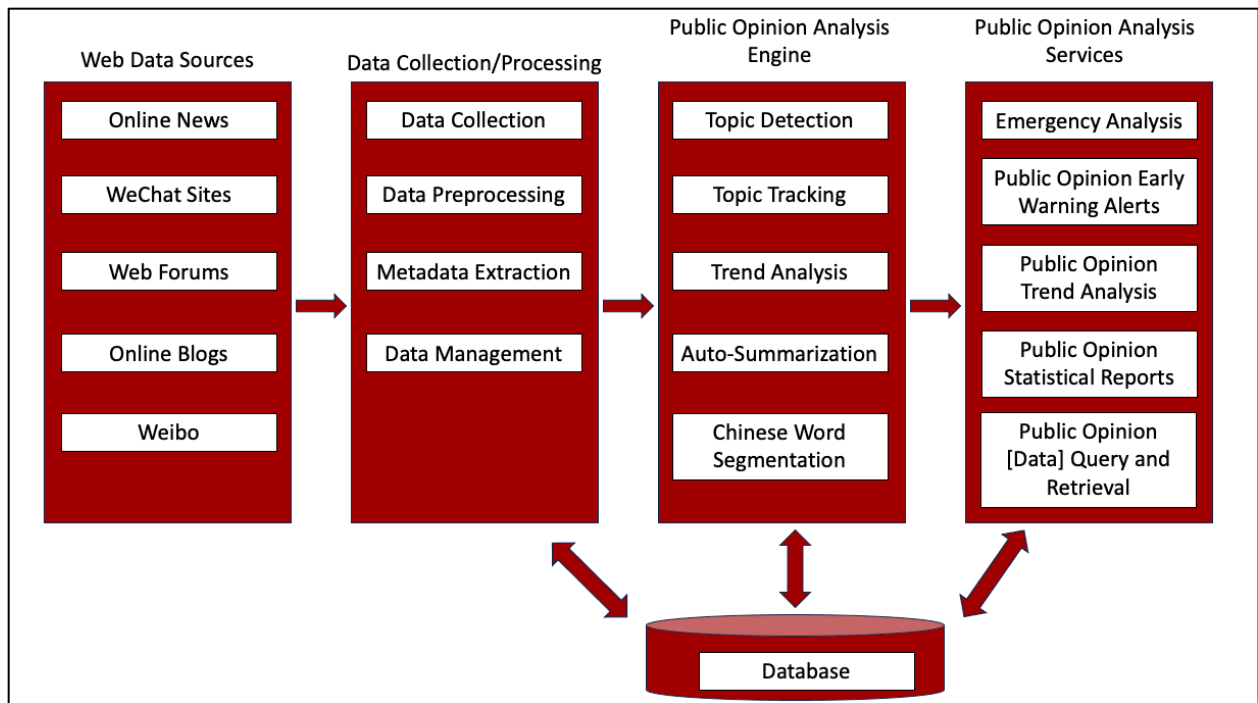 Web Data Sources
Online News
WeChat Sites
Web Forums
Online Blogs
Weibo
Data Collection/Processing
Data Collection
Data Preprocessing
Metadata Extraction
Data Management
Public Opinion Analysis
Engine
Topic Detection
Topic Tracking
Trend Analysis
Auto-Summarization
Chinese Word
Segmentation
Public Opinion Analysis
Services
Emergency Analysis
Public Opinion Early
Warning Alerts
Public Opinion
Trend Analysis
Public Opinion
Statistical Reports
Public Opinion
[Data] Query and
Retrieval
Database